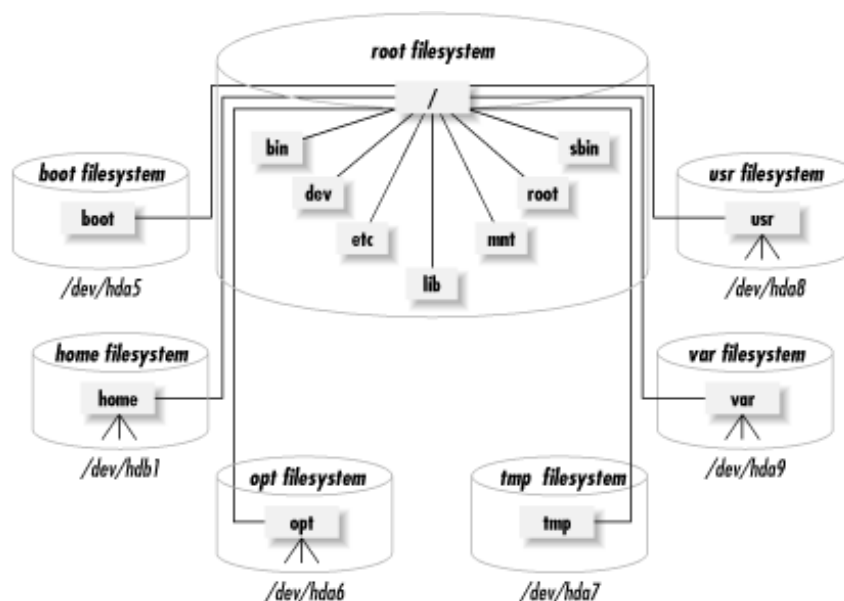 root filesystem
/
bin
sbin
dev
root
etc
mnt
lib
boot filesystem
boot
/dev/hda5
usr filesystem
usr
/dev/hda8
home filesystem
home
/dev/hdb1
var filesystem
var
/dev/hda9
opt filesystem
opt
/dev/hda6
tmp filesystem
tmp
/dev/hda7